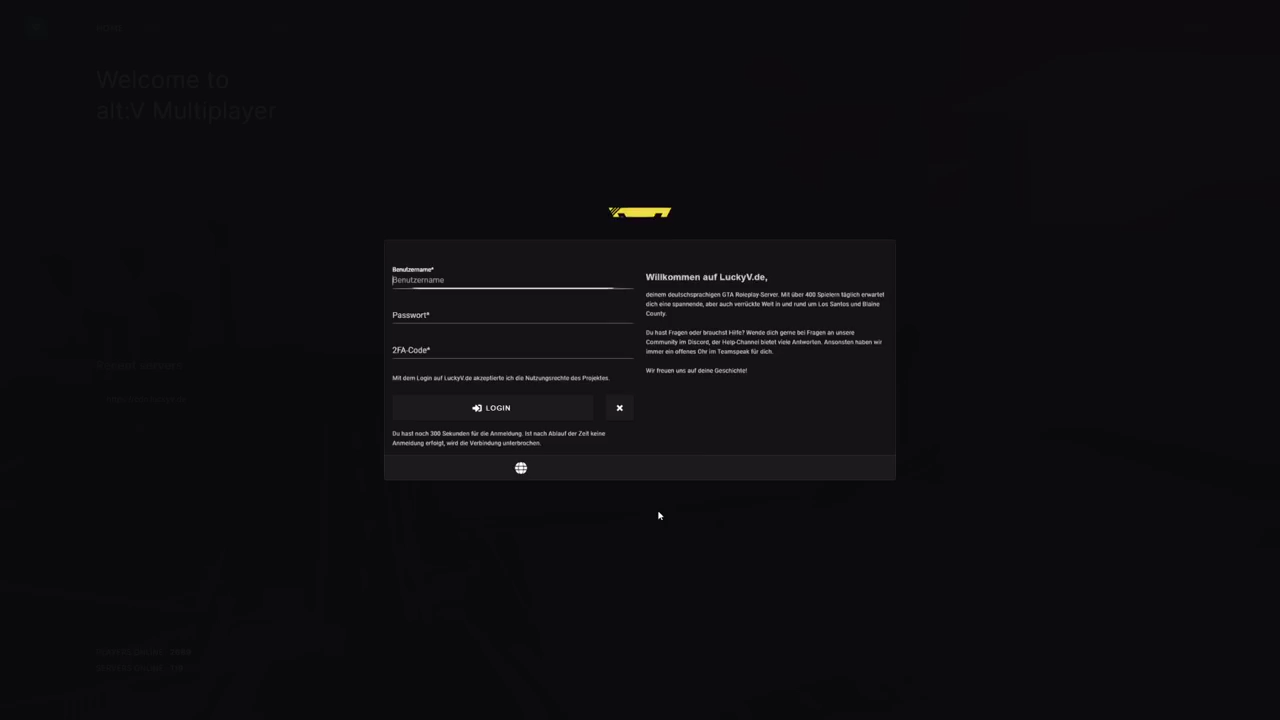 Welcome to
alt:V Multiplayer
Benutzername*
Benutzername
Passwort*
2FA-Code*
Mit dem Login auf LuckyV.de akzeptierte ich die Nutzungsrechte des Projektes.
LOGIN
Du hast noch 300 Sekunden für die Anmeldung. Ist nach Ablauf der Zeit keine
Anmeldung erfolgt, wird die Verbindung unterbrochen.
Willkommen auf LuckyV.de,
deinem deutschsprachigen GTA Roleplay-Server. Mit über 400 Spielern täglich erwartet
dich eine spannende, aber auch verrückte Welt in und rund um Los Santos und Blaine
County.
Du hast Fragen oder brauchst Hilfe? Wende dich gerne bei Fragen an unsere
Community im Discord, der Help-Channel bietet viele Antworten. Ansonsten haben wir
immer ein offenes Ohr im Teamspeak für dich.
Wir freuen uns auf deine Geschichte!